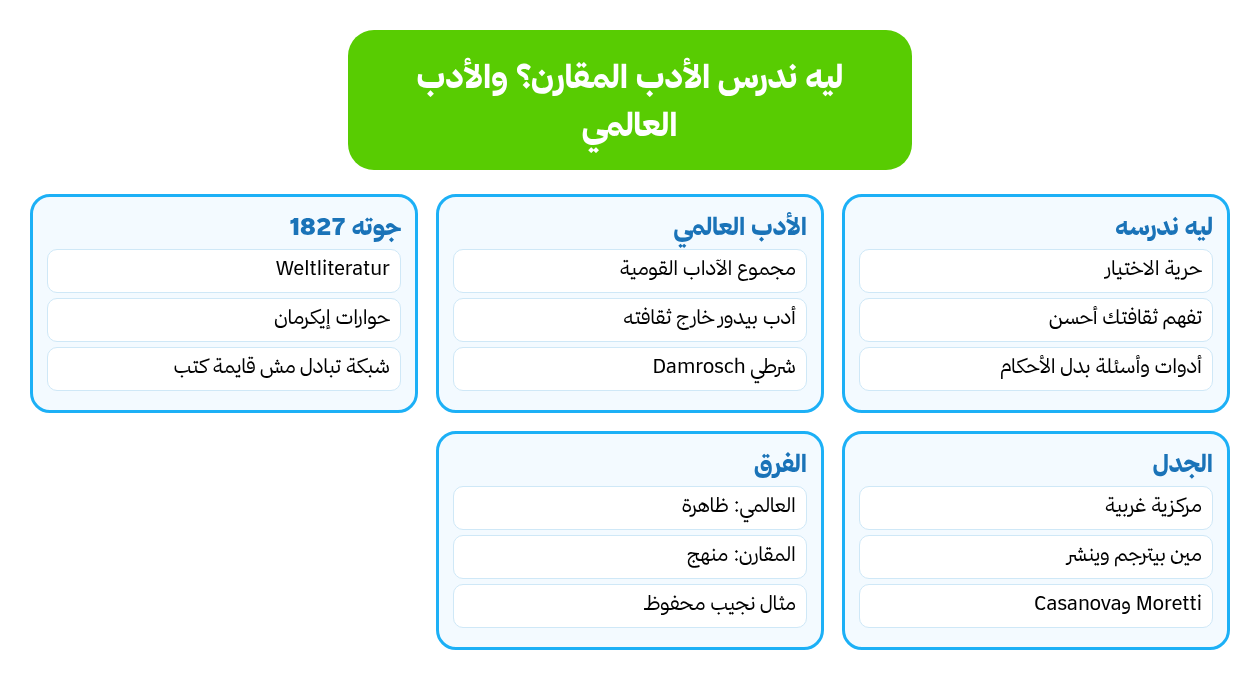 ليه ندرس الأدب المقارن؟ والأدب
العالمي
ليه ندرسه
حرية الاختيار
تفهم ثقافتك أحسن
أدوات وأسئلة بدل الأحكام
الأدب العالمي
مجموع الآداب القومية
أدب بيدور خارج ثقافته
شرطي Damrosch
جوته 1827
Weltliteratur
حوارات إيكرمان
شبكة تبادل مش قايمة كتب
الجدل
مركزية غربية
مين بيترجم وينشر
Moretti وCasanova
الفرق
العالمي: ظاهرة
المقارن: منهج
مثال نجيب محفوظ